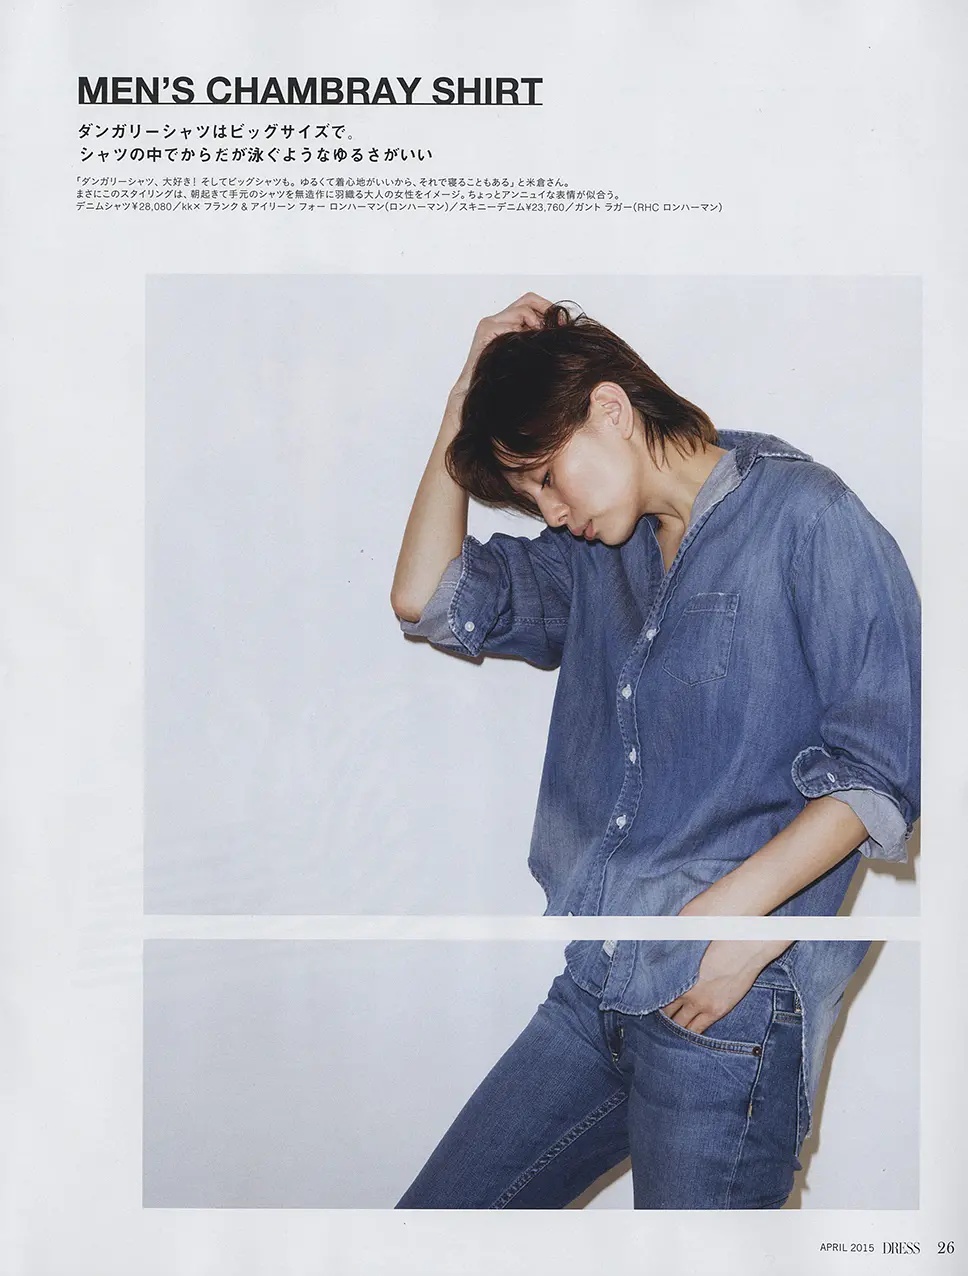 MEN'S CHAMBRAY SHIRT
ダンガリーシャツはビッグサイズで。
シャツの中でからだが泳ぐようなゆるさがいい
「ダンガリーシャツ、大好き！そしてビッグシャツも。ゆるくて着心地がいいから、それで寝ることもある」と米倉さん。
まさにこのスタイリングは、朝起きて手元のシャツを無造作に羽織る大人の女性をイメージ。ちょっとアンニュイな表情が似合う。
デニムシャツ¥28,080／kk× フランク & アイリーン フォー ロンハーマン(ロンハーマン)／スキニーデニム¥23,760／ガント ラガー(RHC ロンハーマン)
APRIL 2015 DRESS 26